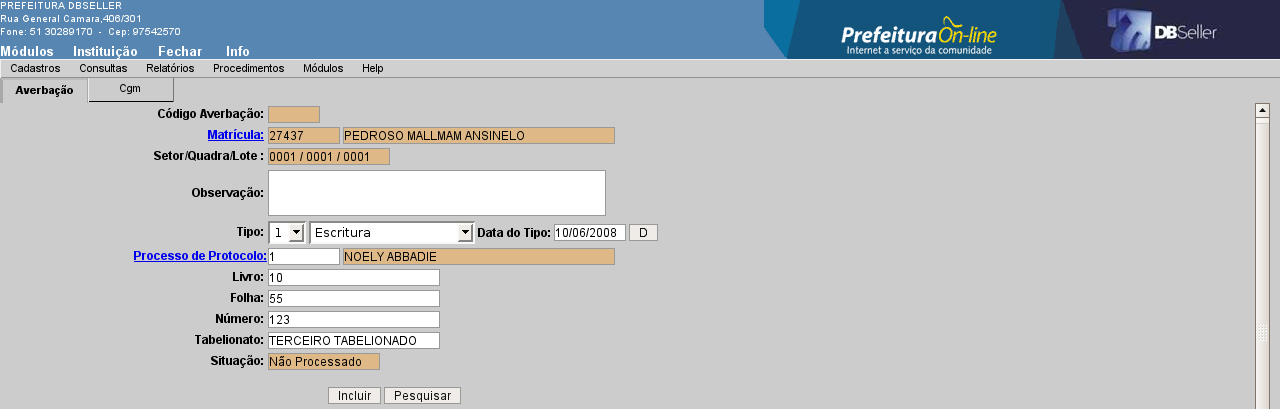 PREFEITURA DBSELLER
Rua General Camara,406/301
Fone: 51 30289170 - Cep: 97542570
Prefeitura On-line
Internet a serviço da comunidade
DBSeller
Módulos Instituição Fechar Info
Cadastros Consultas Relatórios Procedimentos Módulos Help
Averbação Cgm
Código Averbação:
Matrícula: 27437 PEDROSO MALLMAM ANSINELO
Setor/Quadra/Lote : 0001 / 0001 / 0001
Observação:
Tipo: 1 Escritura Data do Tipo: 10/06/2008 D
Processo de Protocolo: 1 NOELY ABBADIE
Livro: 10
Folha: 55
Número: 123
Tabelionato: TERCEIRO TABELIONADO
Situação: Não Processado
Incluir Pesquisar